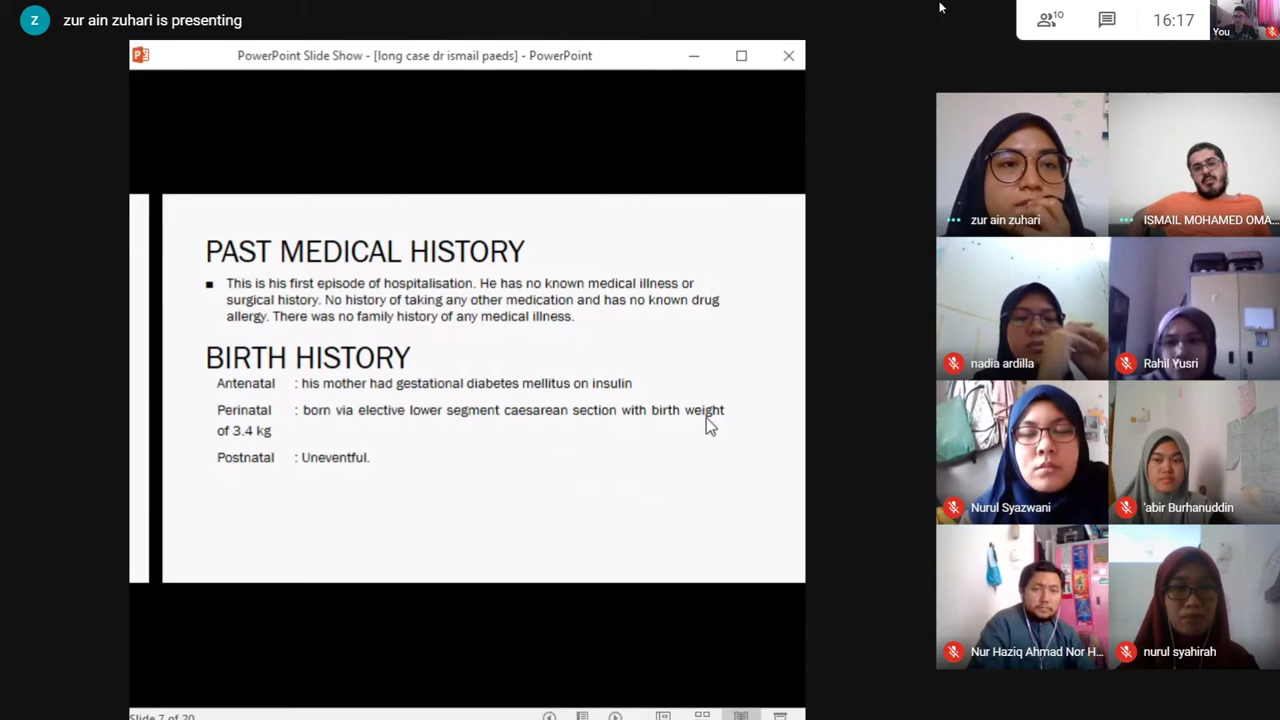 Z zur ain zuhari is presenting
10
16:17
You
PowerPoint Slide Show - [long case dr ismail paeds] - PowerPoint
PAST MEDICAL HISTORY
This is his first episode of hospitalisation. He has no known medical illness or
surgical history. No history of taking any other medication and has no known drug
allergy. There was no family history of any medical illness.
BIRTH HISTORY
Antenatal : his mother had gestational diabetes mellitus on insulin
Perinatal : born via elective lower segment caesarean section with birth weight
of 3.4 kg
Postnatal : Uneventful.
Slide 7 of 20
zur ain zuhari
ISMAIL MOHAMED OMA...
nadia ardilla
Rahil Yusri
Nurul Syazwani
'abir Burhanuddin
Nur Haziq Ahmad Nor H...
nurul syahirah